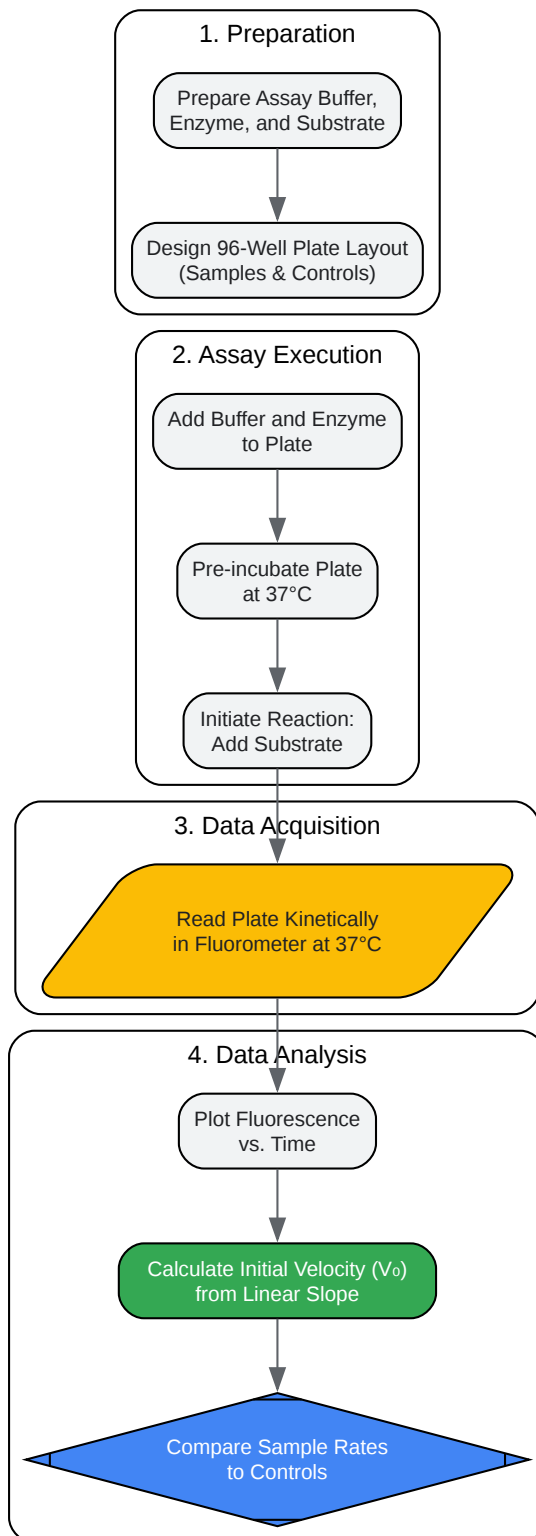 1. Preparation
Prepare Assay Buffer,
Enzyme, and Substrate
Design 96-Well Plate Layout
(Samples & Controls)
2. Assay Execution
Add Buffer and Enzyme
to Plate
Pre-incubate Plate
at 37°C
Initiate Reaction:
Add Substrate
3. Data Acquisition
Read Plate Kinetically
in Fluorometer at 37°C
4. Data Analysis
Plot Fluorescence
vs. Time
Calculate Initial Velocity (V₀)
from Linear Slope
Compare Sample Rates
to Controls